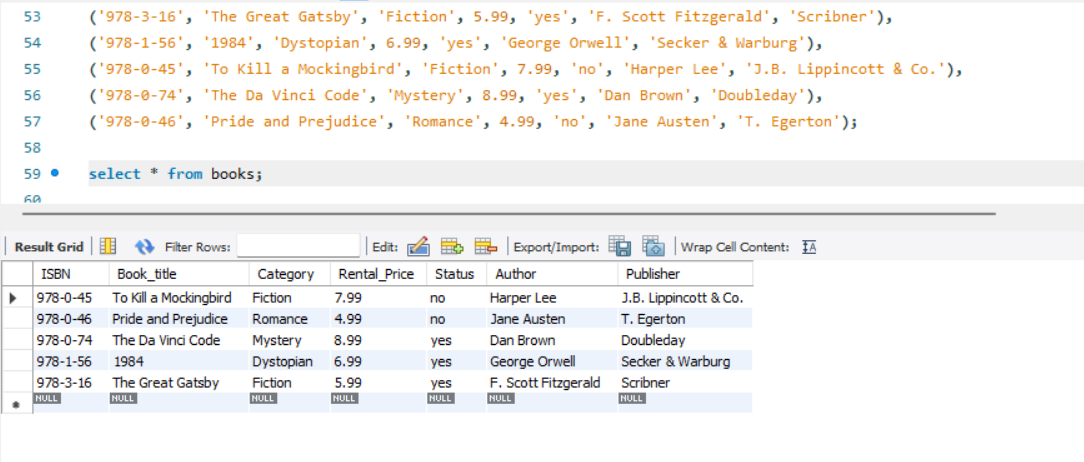 53 ('978-3-16', 'The Great Gatsby', 'Fiction', 5.99, 'yes', 'F. Scott Fitzgerald', 'Scribner'),
54 ('978-1-56', '1984', 'Dystopian', 6.99, 'yes', 'George Orwell', 'Secker & Warburg'),
55 ('978-0-45', 'To Kill a Mockingbird', 'Fiction', 7.99, 'no', 'Harper Lee', 'J.B. Lippincott & Co.'),
56 ('978-0-74', 'The Da Vinci Code', 'Mystery', 8.99, 'yes', 'Dan Brown', 'Doubleday'),
57 ('978-0-46', 'Pride and Prejudice', 'Romance', 4.99, 'no', 'Jane Austen', 'T. Egerton');
58
59 select * from books;
60
Result Grid Filter Rows: Edit: Export/Import: Wrap Cell Content: IA
ISBN Book_title Category Rental_Price Status Author Publisher
978-0-45 To Kill a Mockingbird Fiction 7.99 no Harper Lee J.B. Lippincott & Co.
978-0-46 Pride and Prejudice Romance 4.99 no Jane Austen T. Egerton
978-0-74 The Da Vinci Code Mystery 8.99 yes Dan Brown Doubleday
978-1-56 1984 Dystopian 6.99 yes George Orwell Secker & Warburg
978-3-16 The Great Gatsby Fiction 5.99 yes F. Scott Fitzgerald Scribner
NULL NULL NULL NULL NULL NULL NULL